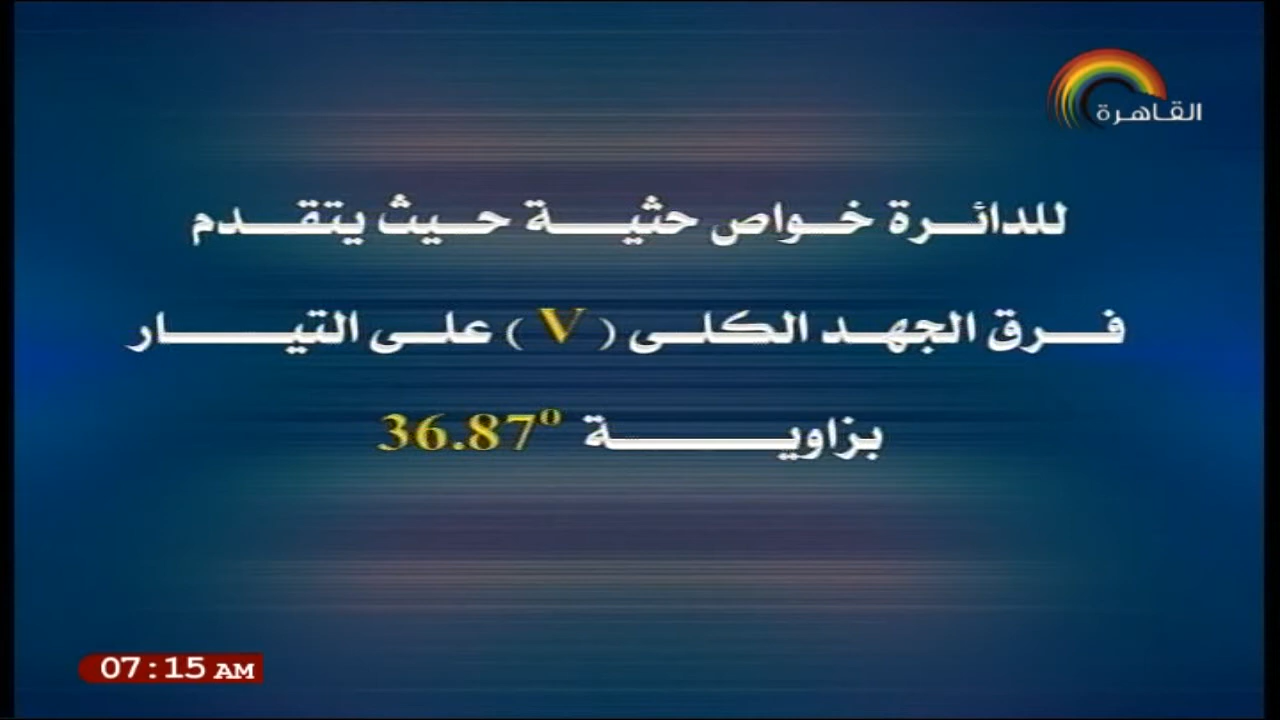 القاهرة
للدائرة خواص حثية حيث يتقدم
فرق الجهد الكلى ( V ) على التيار
بزاوية 36.87°
07:15 AM